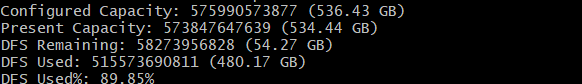 Configured Capacity: 575990573877 (536.43 GB)
Present Capacity: 573847647639 (534.44 GB)
DFS Remaining: 58273956828 (54.27 GB)
DFS Used: 515573690811 (480.17 GB)
DFS Used%: 89.85%